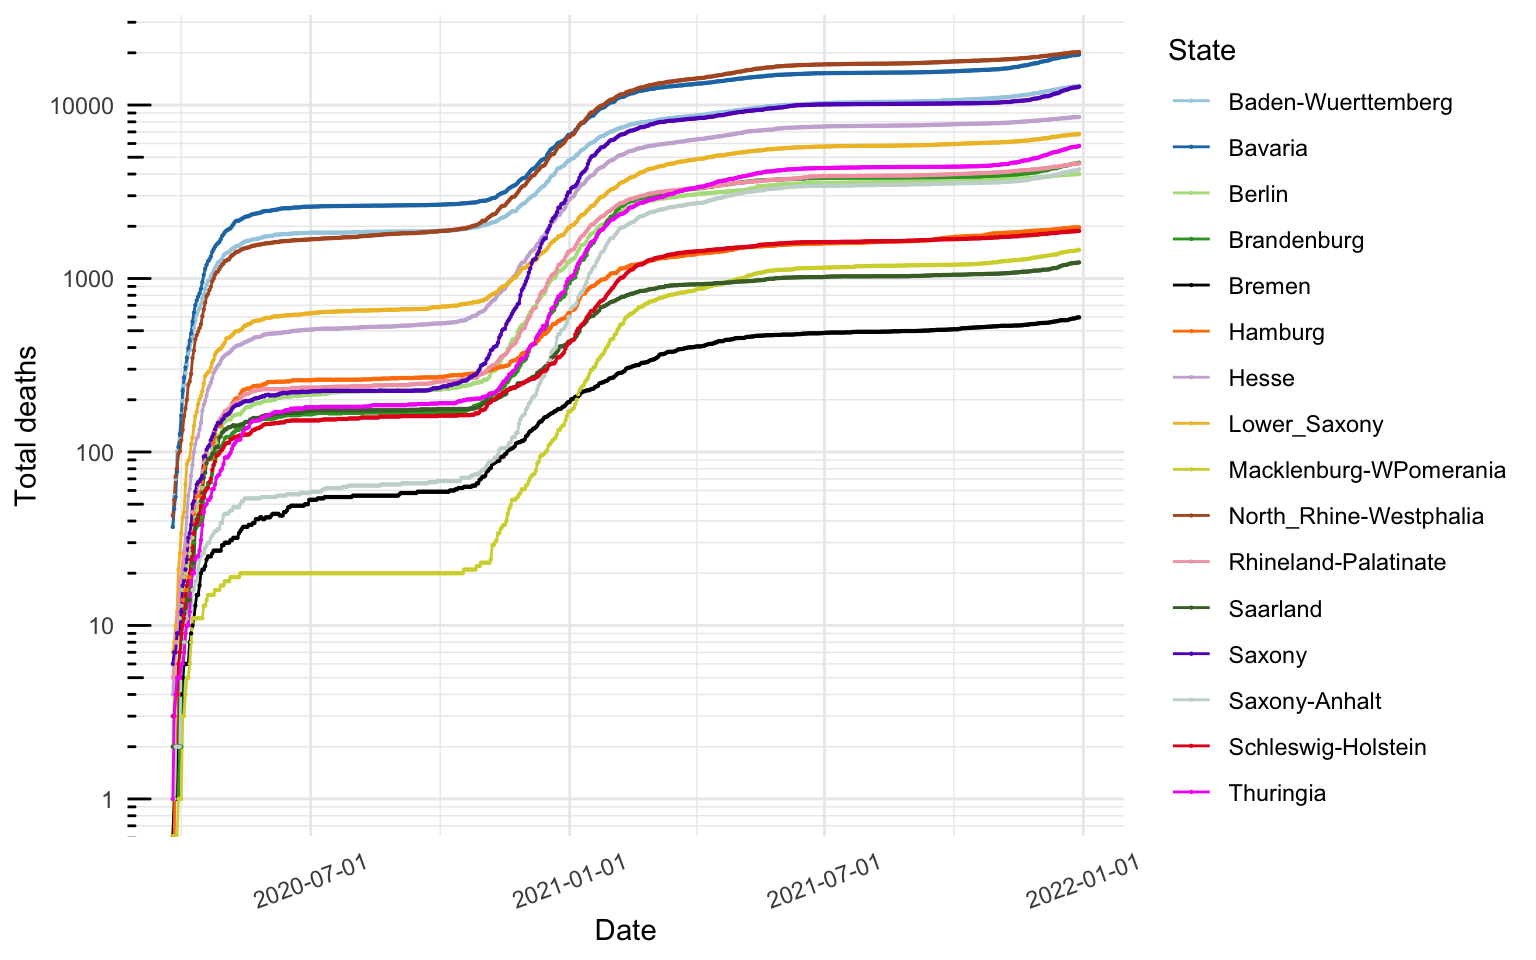 Total deaths
10000
1000
100
10
1
2020-07-01
2021-01-01
2021-07-01
2022-01-01
Date
State
Baden-Wuerttemberg
Bavaria
Berlin
Brandenburg
Bremen
Hamburg
Hesse
Lower_Saxony
Macklenburg-WPomerania
North_Rhine-Westphalia
Rhineland-Palatinate
Saarland
Saxony
Saxony-Anhalt
Schleswig-Holstein
Thuringia